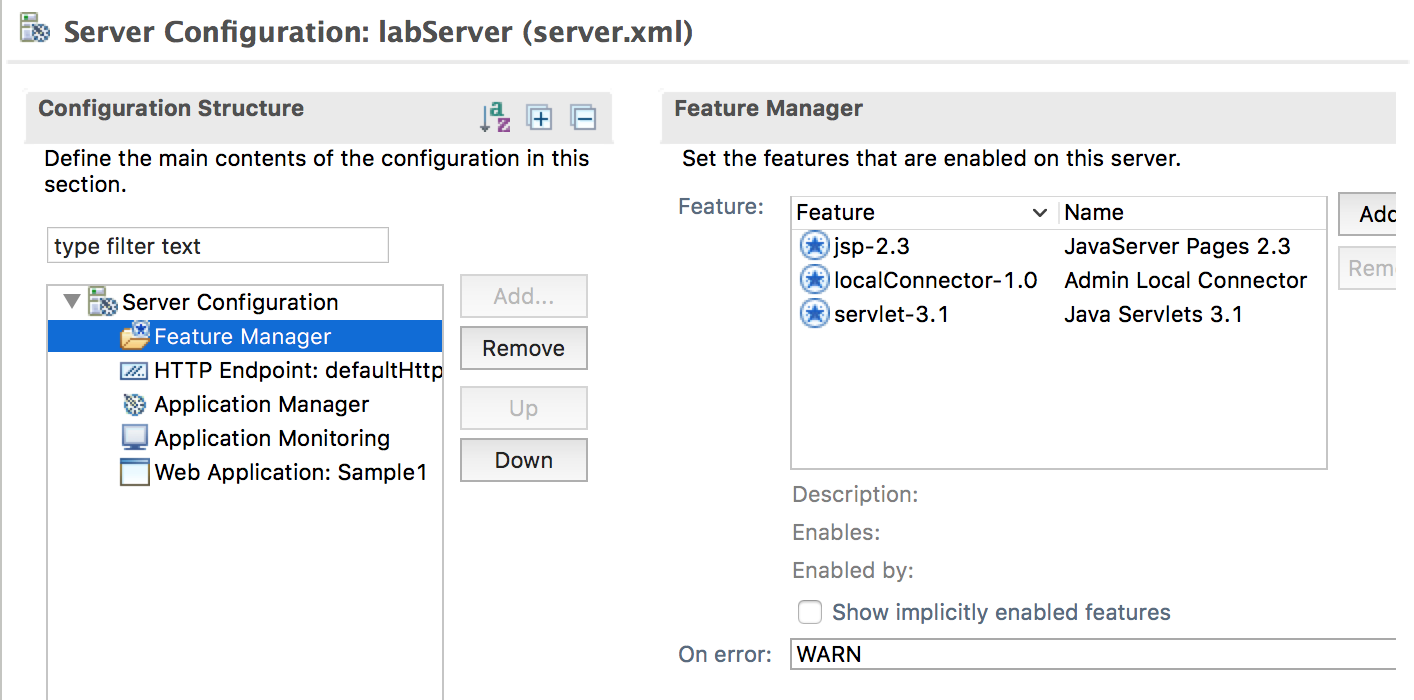 Server Configuration: labServer (server.xml)
Configuration Structure
Define the main contents of the configuration in this
section.
type filter text
Server Configuration
Feature Manager
HTTP Endpoint: defaultHttp
Application Manager
Application Monitoring
Web Application: Sample1
Add...
Remove
Up
Down
Feature Manager
Set the features that are enabled on this server.
Feature:
Feature Name
jsp-2.3 JavaServer Pages 2.3
localConnector-1.0 Admin Local Connector
servlet-3.1 Java Servlets 3.1
Add
Rem
Description:
Enables:
Enabled by:
Show implicitly enabled features
On error: WARN